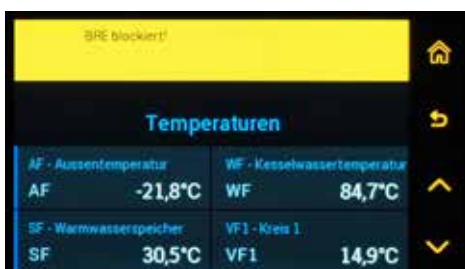 BRE blockiert!
Temperaturen
AF - Aussentemperatur
WF - Kesselwassertemperatur
AF -21,8°C
WF 84,7°C
SF - Warmwasserspeicher
VF1 - Kreis 1
SF 30,5°C
VF1 14,9°C